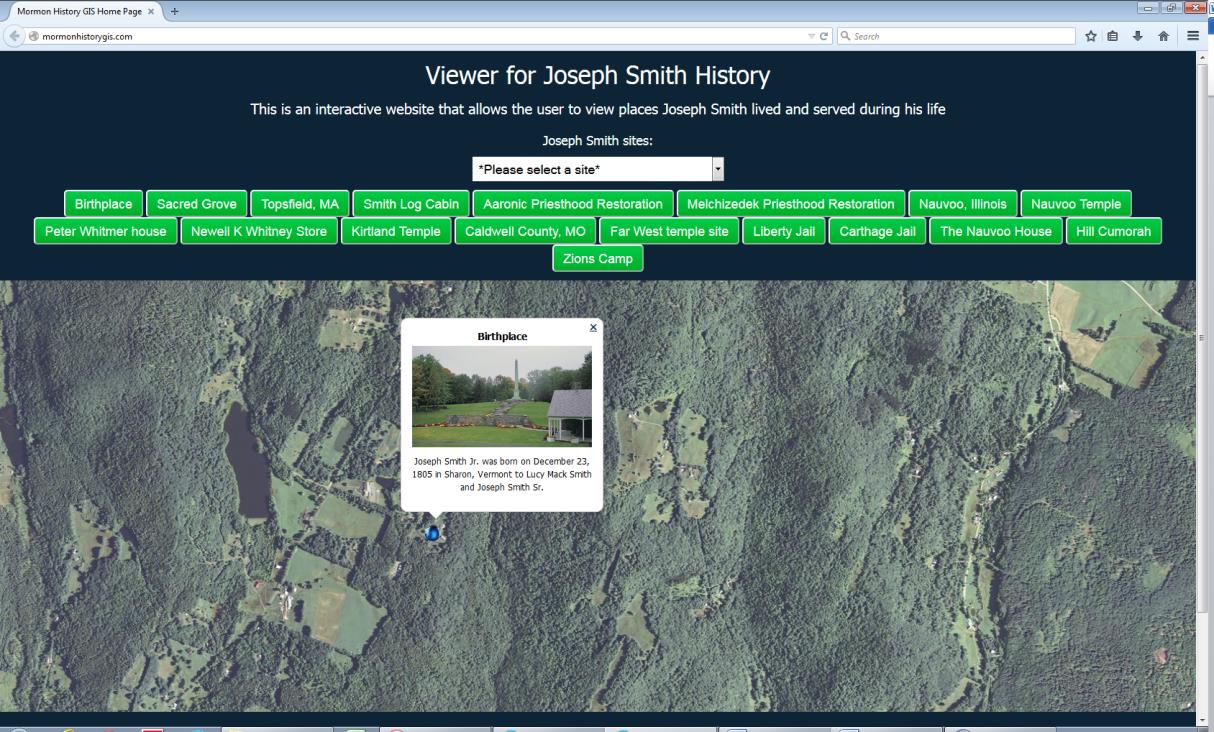 Mormon History GIS Home Page
mormonhistorygis.com
Search
Viewer for Joseph Smith History
This is an interactive website that allows the user to view places Joseph Smith lived and served during his life
Joseph Smith sites:
*Please select a site*
Birthplace Sacred Grove Topsfield, MA Smith Log Cabin Aaronic Priesthood Restoration Melchizedek Priesthood Restoration Nauvoo, Illinois Nauvoo Temple
Peter Whitmer house Newell K Whitney Store Kirtland Temple Caldwell County, MO Far West temple site Liberty Jail Carthage Jail The Nauvoo House Hill Cumorah
Zions Camp
Birthplace
Joseph Smith Jr. was born on December 23,
1805 in Sharon, Vermont to Lucy Mack Smith
and Joseph Smith Sr.